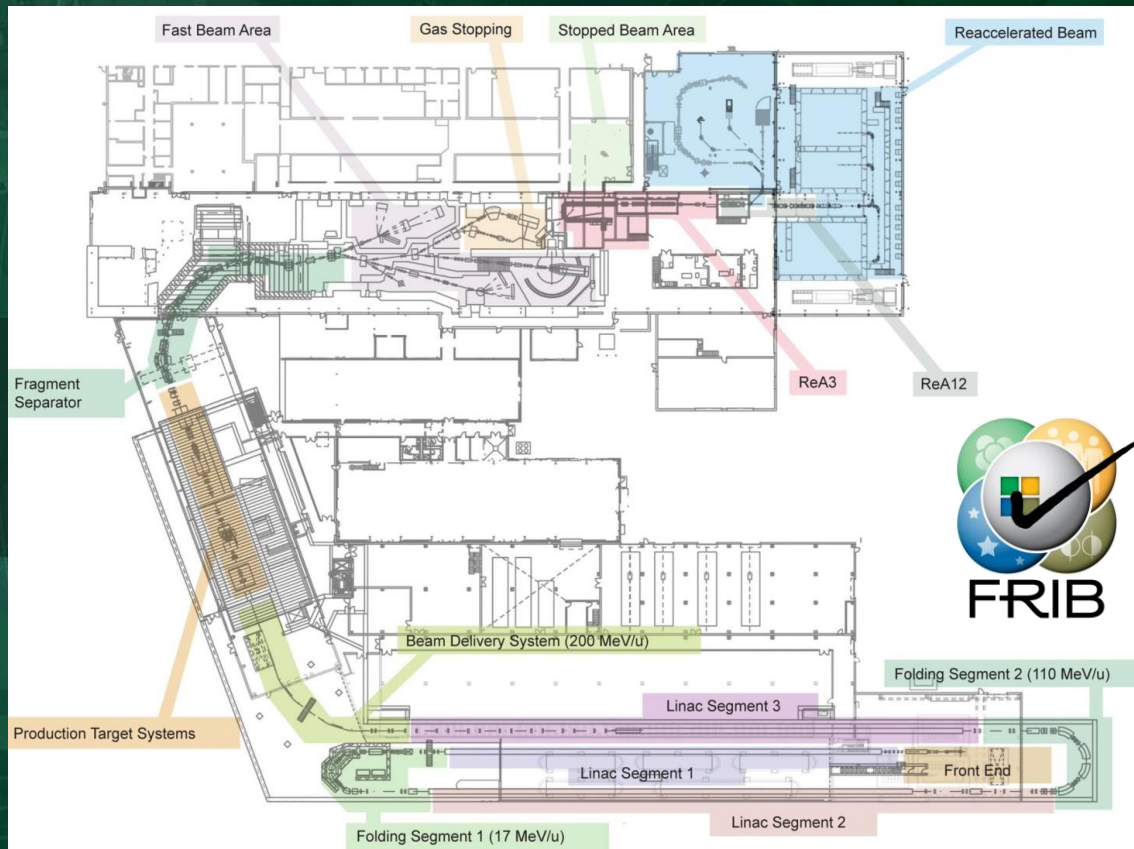 Fast Beam Area
Gas Stopping
Stopped Beam Area
Reaccelerated Beam
Fragment
Separator
ReA3
ReA12
FRIB
Beam Delivery System (200 MeV/u)
Folding Segment 2 (110 MeV/u)
Linac Segment 3
Production Target Systems
Linac Segment 1
Front End
Linac Segment 2
Folding Segment 1 (17 MeV/u)